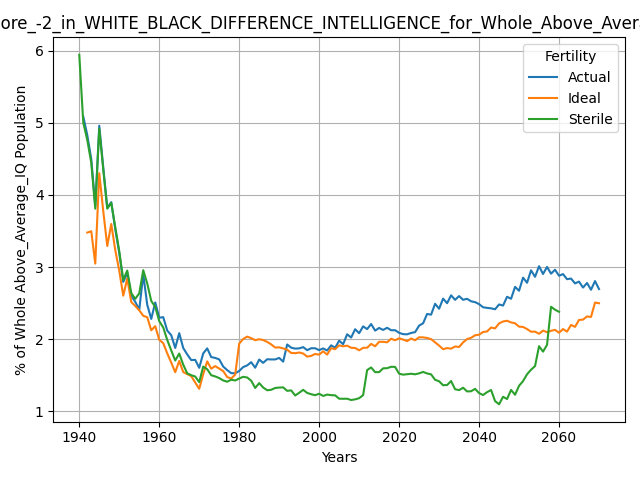 ore_-2_in_WHITE_BLACK_DIFFERENCE_INTELLIGENCE_for_Whole_Above_Avera
Fertility
Actual
Ideal
Sterile
% of Whole Above_Average_IQ Population
6
5
4
3
2
1
1940 1960 1980 2000 2020 2040 2060
Years